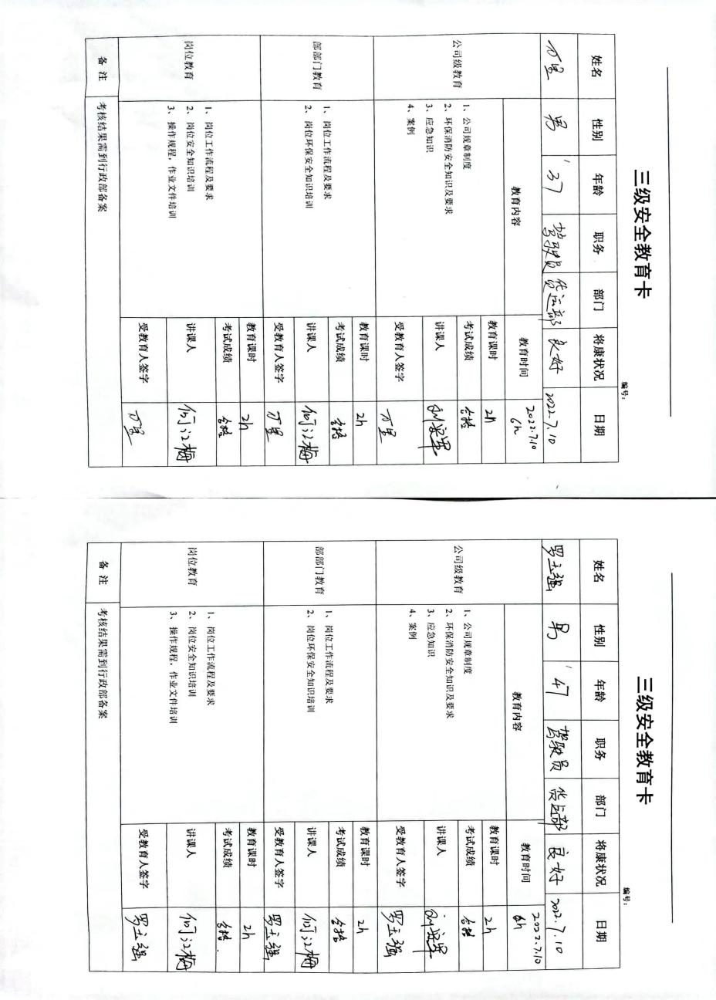 三级安全教育卡
编号:
姓名 性别 年龄 职务 部门 将康状况 日期
万里 男 37 驾驶员 货运部 良好 2022.7.10
教育内容 教育时间 2022.7.10 6h
公司级教育
1、公司规章制度
2、环保消防安全知识及要求
3、应急知识
4、案例
教育课时 2h
考试成绩 合格
讲课人
受教育人签字 万里
部部门教育
1、岗位工作流程及要求
2、岗位环保安全知识培训
教育课时 2h
考试成绩 合格
讲课人 何江梅
受教育人签字 万里
岗位教育
1、岗位工作流程及要求
2、岗位安全知识培训
3、操作规程，作业文件培训
教育课时 2h
考试成绩 合格
讲课人 何江梅
受教育人签字 万里
备注 考核结果需到行政部备案
三级安全教育卡
编号:
姓名 性别 年龄 职务 部门 将康状况 日期
罗玉强 男 47 驾驶员 货运部 良好 2022.7.10
教育内容 教育时间 2022.7.10 6h
公司级教育
1、公司规章制度
2、环保消防安全知识及要求
3、应急知识
4、案例
教育课时 2h
考试成绩 合格
讲课人
受教育人签字 罗玉强
部部门教育
1、岗位工作流程及要求
2、岗位环保安全知识培训
教育课时 2h
考试成绩 合格
讲课人 何江梅
受教育人签字 罗玉强
岗位教育
1、岗位工作流程及要求
2、岗位安全知识培训
3、操作规程，作业文件培训
教育课时 2h
考试成绩 合格
讲课人 何江梅
受教育人签字 罗玉强
备注 考核结果需到行政部备案